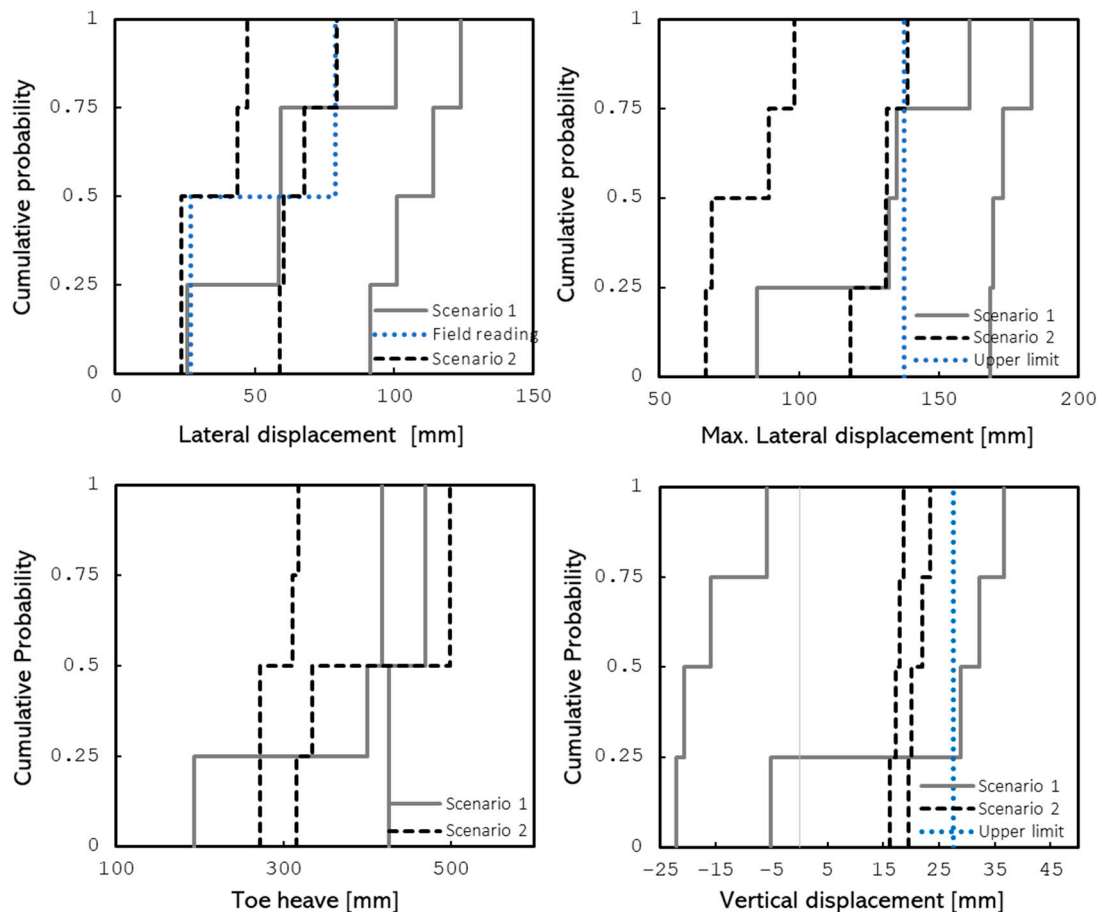 1
0.75
0.5
0.25
0
Cumulative probability
Scenario 1
Field reading
Scenario 2
0 50 100 150
Lateral displacement [mm]
1
0.75
0.5
0.25
0
Cumulative probability
Scenario 1
Scenario 2
Upper limit
50 100 150 200
Max. Lateral displacement [mm]
1
0.75
0.5
0.25
0
Cumulative Probability
Scenario 1
Scenario 2
100 300 500
Toe heave [mm]
1
0.75
0.5
0.25
0
Cumulative Probability
Scenario 1
Scenario 2
Upper limit
-25 -15 -5 5 15 25 35 45
Vertical displacement [mm]